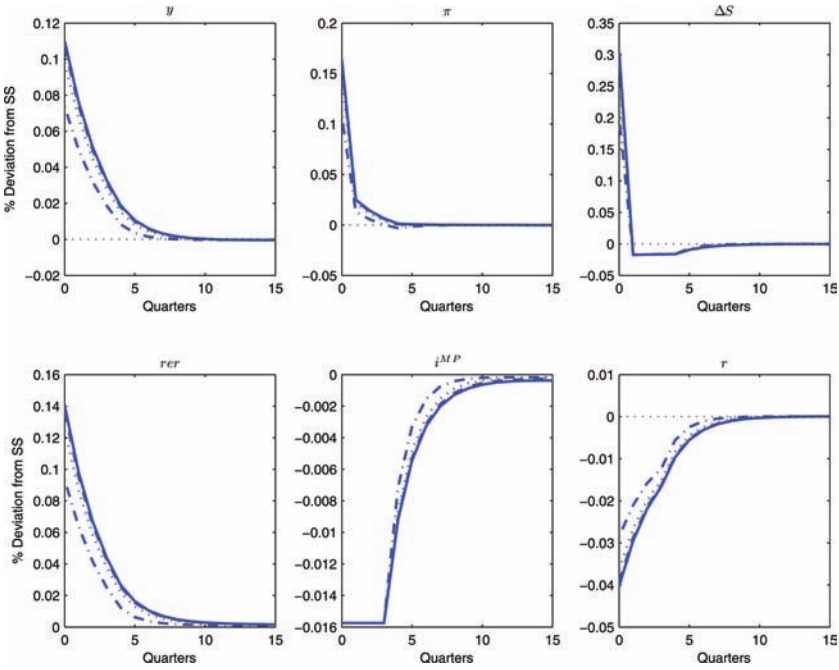 y
π
ΔS
% Deviation from SS
0.12
0.1
0.08
0.06
0.04
0.02
0
−0.02
0.2
0.15
0.1
0.05
0
−0.05
0.35
0.3
0.25
0.2
0.15
0.1
0.05
0
−0.05
0 5 10 15
0 5 10 15
0 5 10 15
Quarters
Quarters
Quarters
rer
i^{MP}
r
% Deviation from SS
0.16
0.14
0.12
0.1
0.08
0.06
0.04
0.02
0
0
−0.002
−0.004
−0.006
−0.008
−0.01
−0.012
−0.014
−0.016
0.01
0
−0.01
−0.02
−0.03
−0.04
−0.05
0 5 10 15
0 5 10 15
0 5 10 15
Quarters
Quarters
Quarters